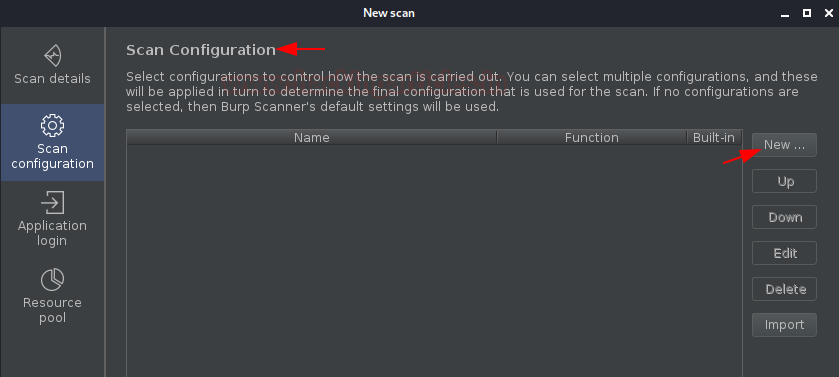 New scan
Scan details
Scan
configuration
Application
login
Resource
pool
Scan Configuration
Select configurations to control how the scan is carried out. You can select multiple configurations, and these
will be applied in turn to determine the final configuration that is used for the scan. If no configurations are
selected, then Burp Scanner's default settings will be used.
Name Function Built-in
New ...
Up
Down
Edit
Delete
Import